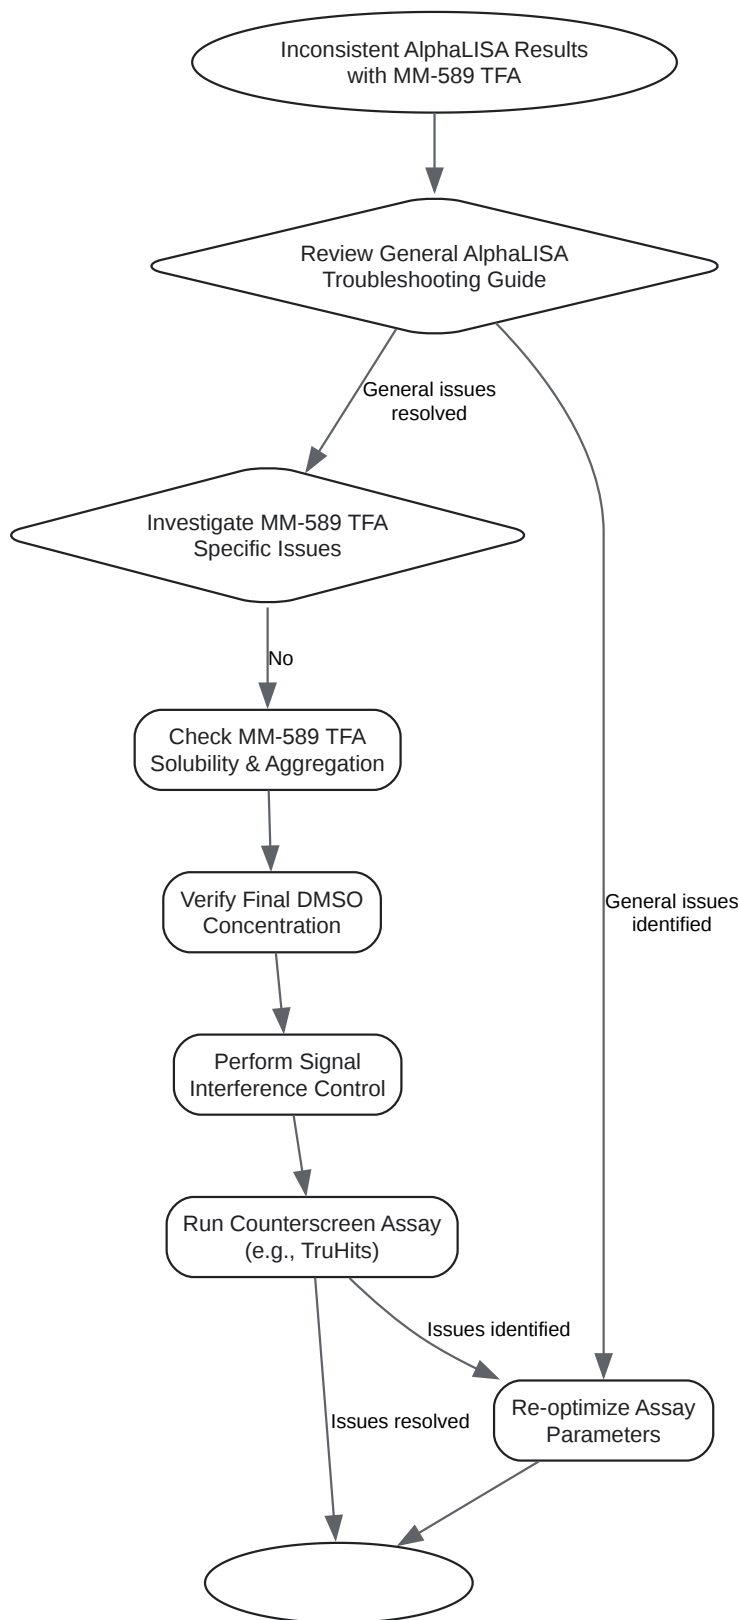 Inconsistent AlphaLISA Results
with MM-589 TFA
Review General AlphaLISA
Troubleshooting Guide
General issues
resolved
Investigate MM-589 TFA
Specific Issues
No
Check MM-589 TFA
Solubility & Aggregation
Verify Final DMSO
Concentration
General issues
identified
Perform Signal
Interference Control
Run Counterscreen Assay
(e.g., TruHits)
Issues identified
Issues resolved
Re-optimize Assay
Parameters